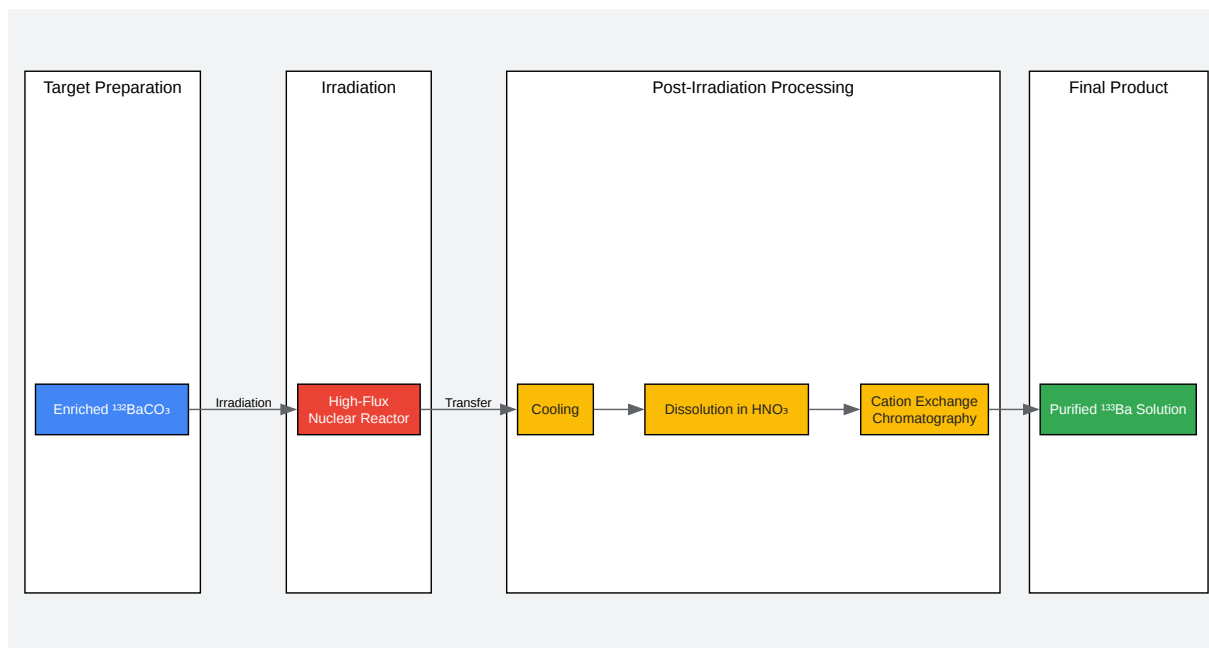 Target Preparation
Irradiation
Post-Irradiation Processing
Final Product
Enriched ¹³²BaCO₃
Irradiation
High-Flux
Nuclear Reactor
Transfer
Cooling
Dissolution in HNO₃
Cation Exchange
Chromatography
Purified ¹³³Ba Solution